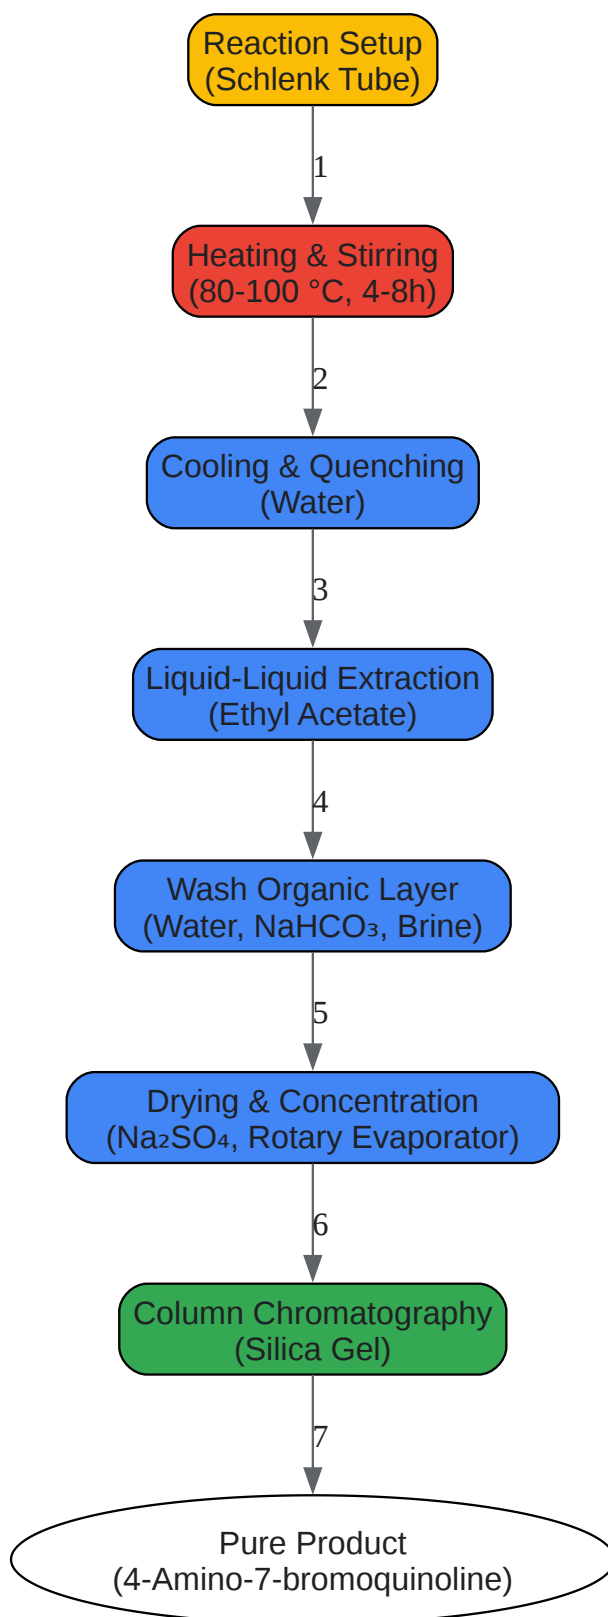 Reaction Setup
(Schlenk Tube)
1
Heating & Stirring
(80-100 °C, 4-8h)
2
Cooling & Quenching
(Water)
3
Liquid-Liquid Extraction
(Ethyl Acetate)
4
Wash Organic Layer
(Water, NaHCO₃, Brine)
5
Drying & Concentration
(Na₂SO₄, Rotary Evaporator)
6
Column Chromatography
(Silica Gel)
7
Pure Product
(4-Amino-7-bromoquinoline)